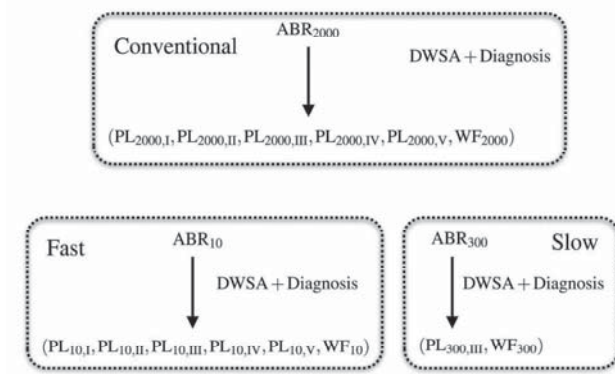 Conventional
ABR2000
DWSA + Diagnosis
(PL2000,I, PL2000,II, PL2000,III, PL2000,IV, PL2000,V, WF2000)
Fast
ABR10
DWSA + Diagnosis
(PL10,I, PL10,II, PL10,III, PL10,IV, PL10,V, WF10)
ABR300
Slow
DWSA + Diagnosis
(PL300,III, WF300)